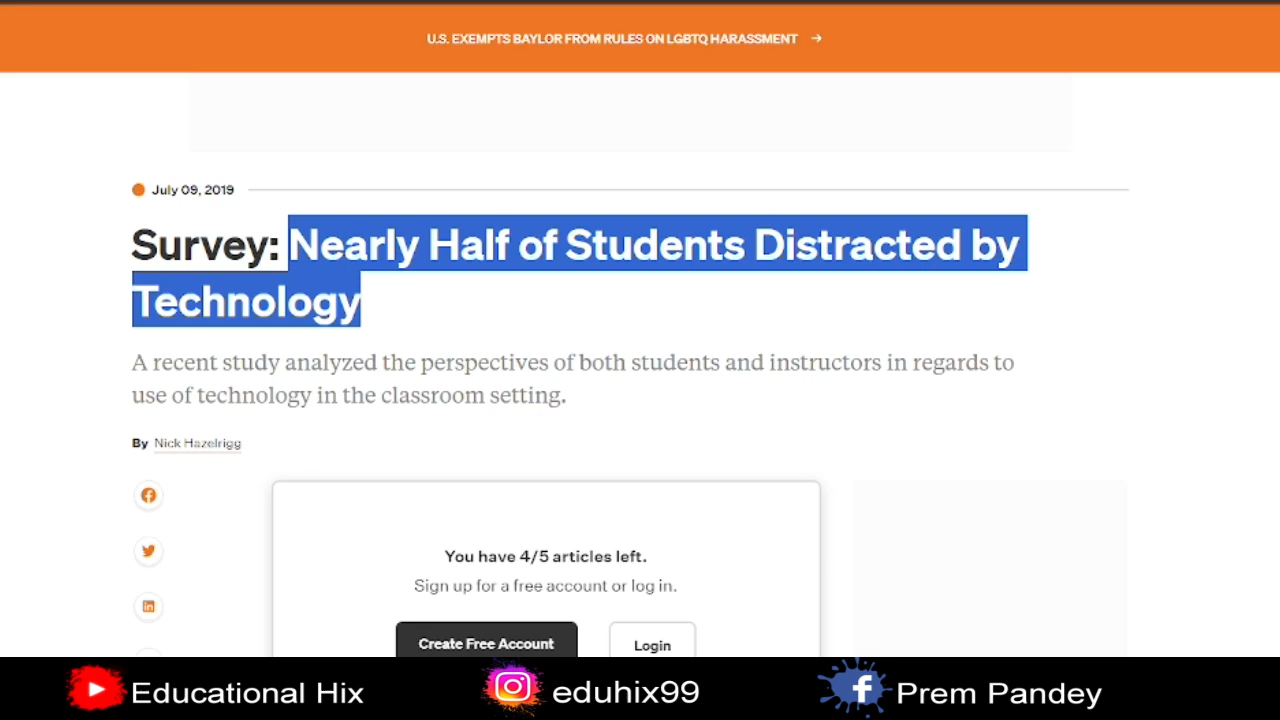 U.S. EXEMPTS BAYLOR FROM RULES ON LGBTQ HARASSMENT →
July 09, 2019
Survey: Nearly Half of Students Distracted by
Technology
A recent study analyzed the perspectives of both students and instructors in regards to
use of technology in the classroom setting.
By Nick Hazelrigg
You have 4/5 articles left.
Sign up for a free account or log in.
Create Free Account
Login
Educational Hix
eduhix99
Prem Pandey